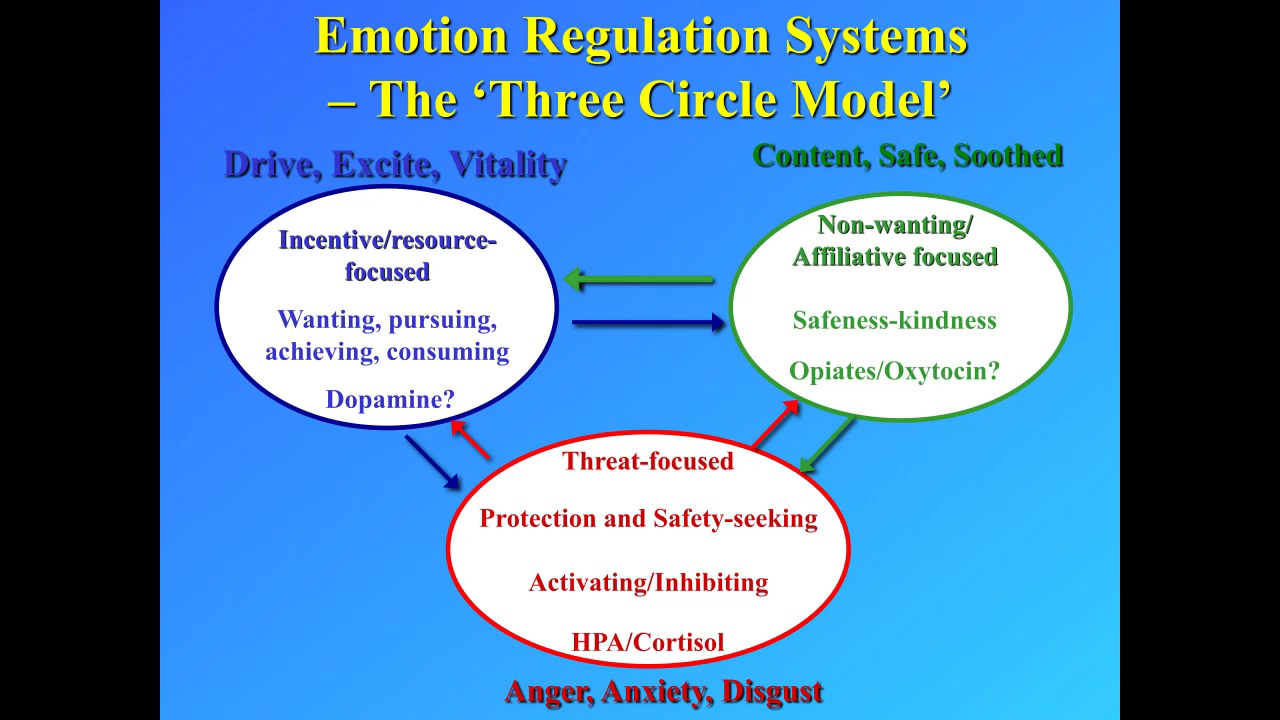 Emotion Regulation Systems
– The ‘Three Circle Model’
Drive, Excite, Vitality
Content, Safe, Soothed
Incentive/resource-
focused
Wanting, pursuing,
achieving, consuming
Dopamine?
Non-wanting/
Affiliative focused
Safeness-kindness
Opiates/Oxytocin?
Threat-focused
Protection and Safety-seeking
Activating/Inhibiting
HPA/Cortisol
Anger, Anxiety, Disgust